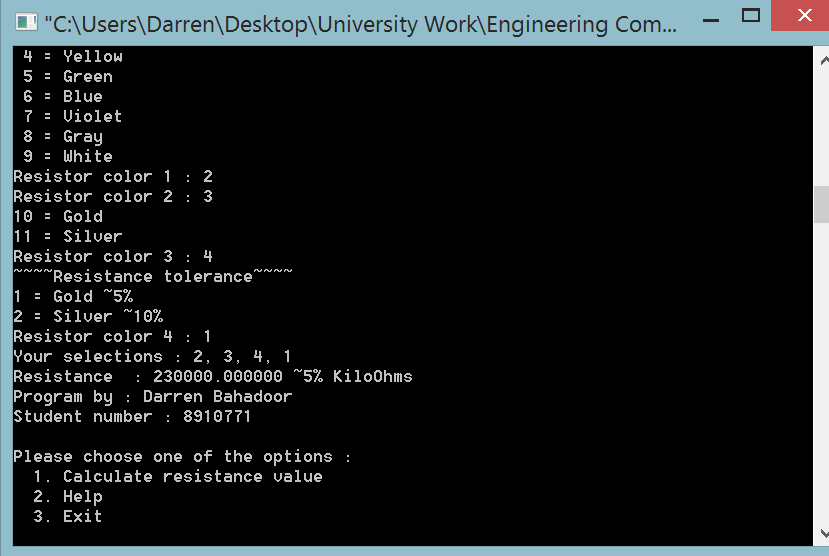 "C:\Users\Darren\Desktop\University Work\Engineering Com...
4 = Yellow
5 = Green
6 = Blue
7 = Violet
8 = Gray
9 = White
Resistor color 1 : 2
Resistor color 2 : 3
10 = Gold
11 = Silver
Resistor color 3 : 4
~~~~Resistance tolerance~~~~
1 = Gold ~5%
2 = Silver ~10%
Resistor color 4 : 1
Your selections : 2, 3, 4, 1
Resistance  : 230000.000000 ~5% KiloOhms
Program by : Darren Bahadoor
Student number : 8910771
Please choose one of the options :
1. Calculate resistance value
2. Help
3. Exit